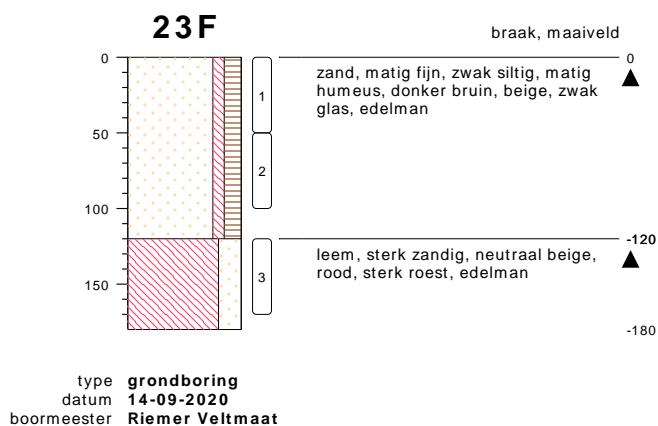 23F
braak, maaiveld
0
0
zand, matig fijn, zwak siltig, matig
humeus, donker bruin, beige, zwak
glas, edelman
1
50
2
100
-120
leem, sterk zandig, neutraal beige,
rood, sterk roest, edelman
3
150
-180
type grondboring
datum 14-09-2020
boormeester Riemer Veltmaat